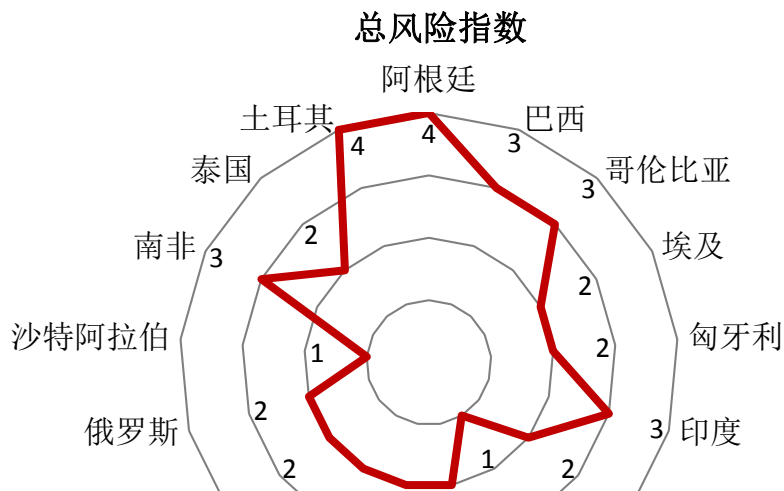 总风险指数
阿根廷
土耳其
4
4
3
巴西
泰国
3
哥伦比亚
2
南非
3
埃及
2
沙特阿拉伯
1
2
匈牙利
俄罗斯
2
3
印度
2
1
2